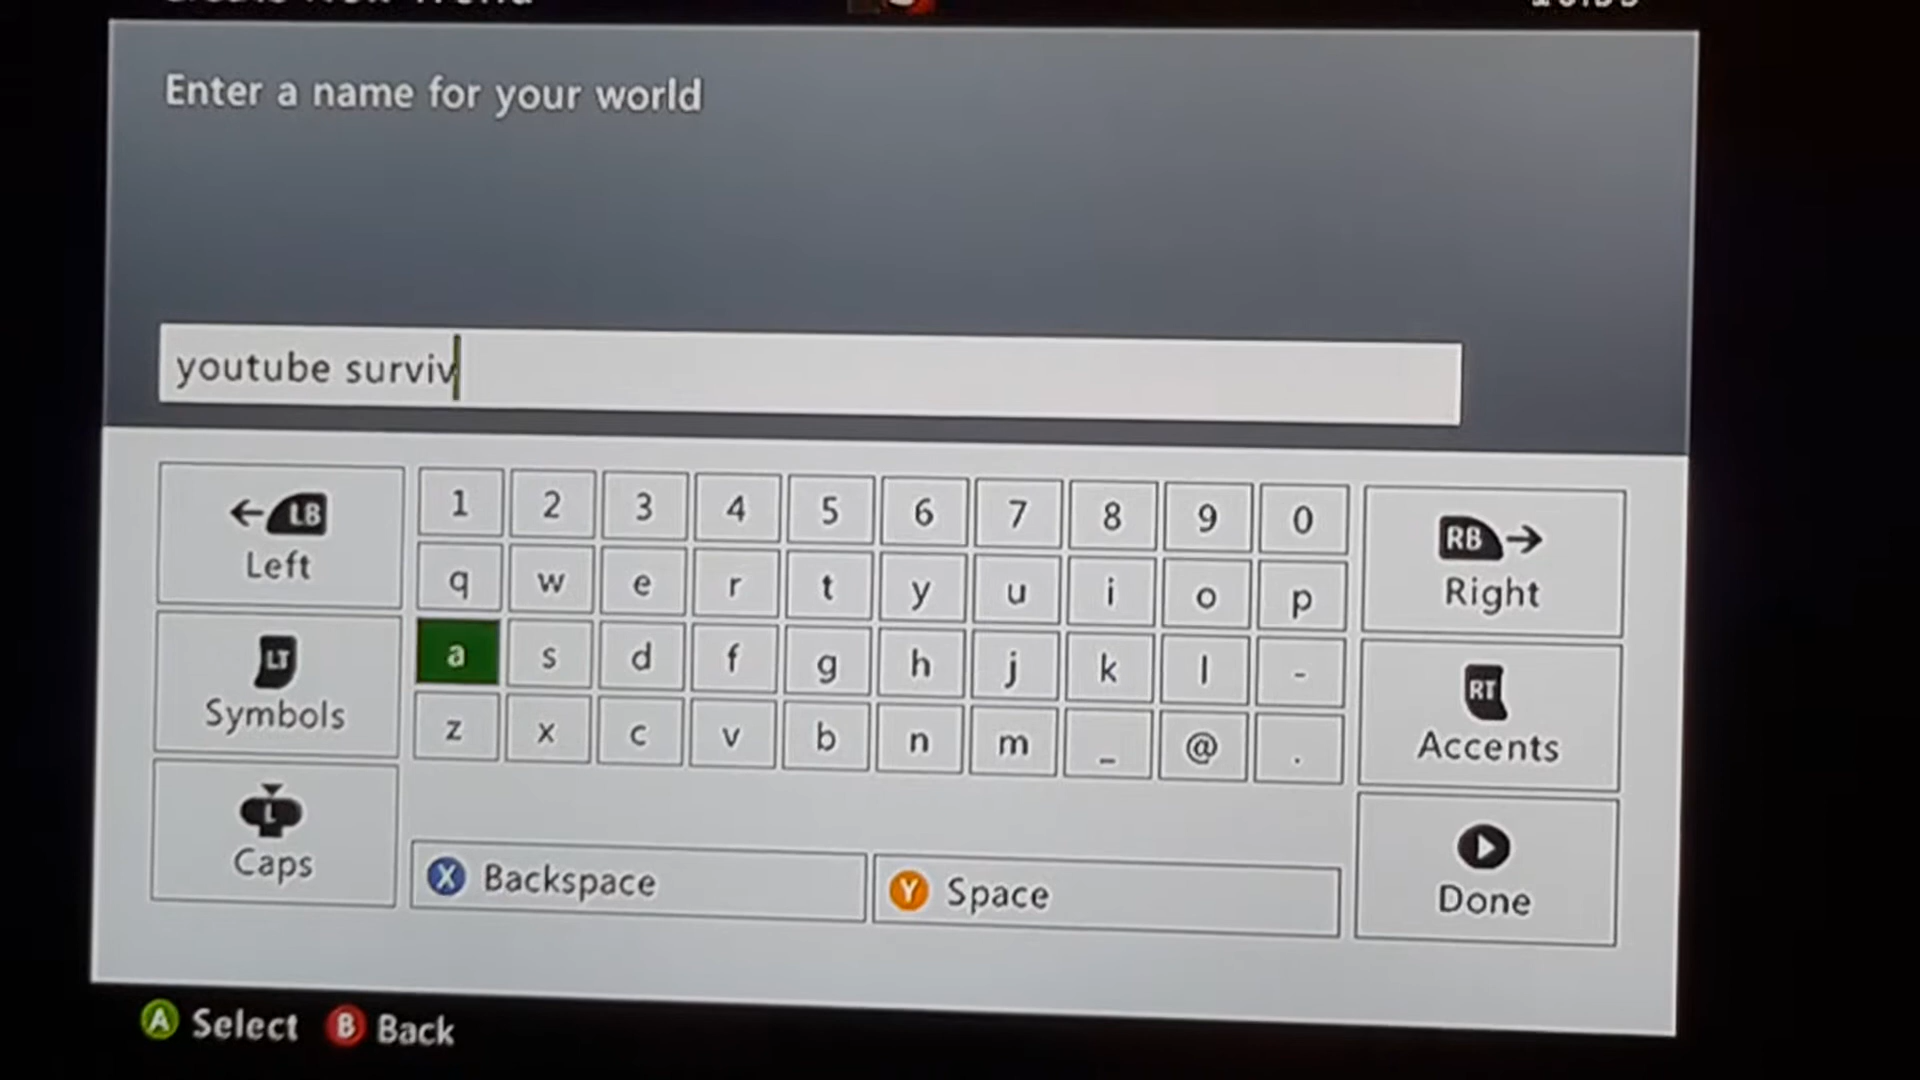 Enter a name for your world
youtube surviv
LB
Left
1 2 3 4 5 6 7 8 9 0
RB
Right
q w e r t y u i o p
LT
Symbols
a s d f g h j k l -
RT
Accents
z x c v b n m _ @ .
L
Caps
X Backspace
Y Space
Done
A Select B Back